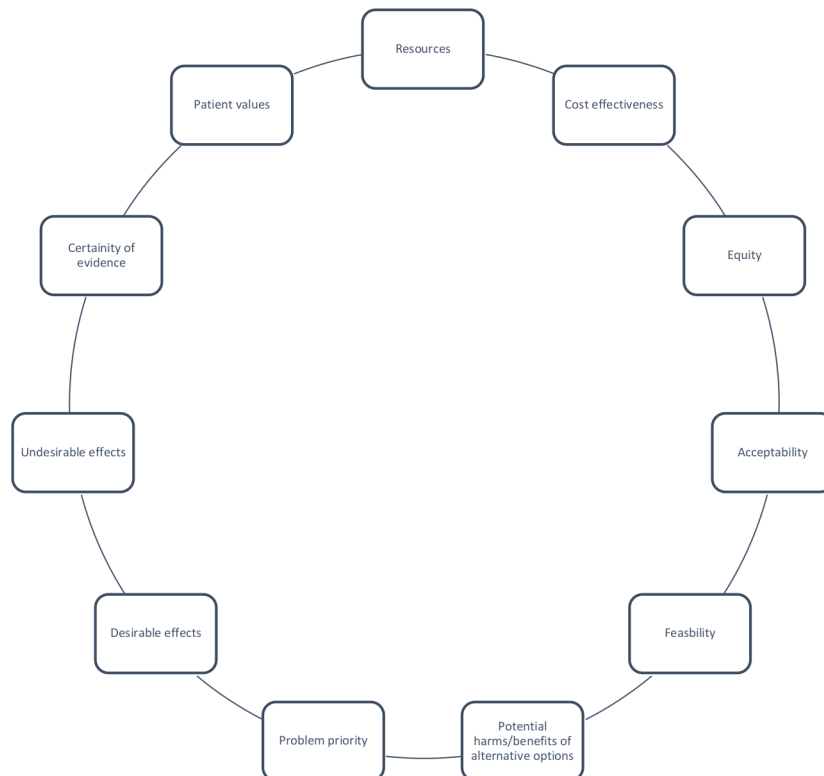 Resources
Cost effectiveness
Equity
Acceptability
Feasbility
Potential
harms/benefits of
alternative options
Problem priority
Desirable effects
Undesirable effects
Certainity of
evidence
Patient values